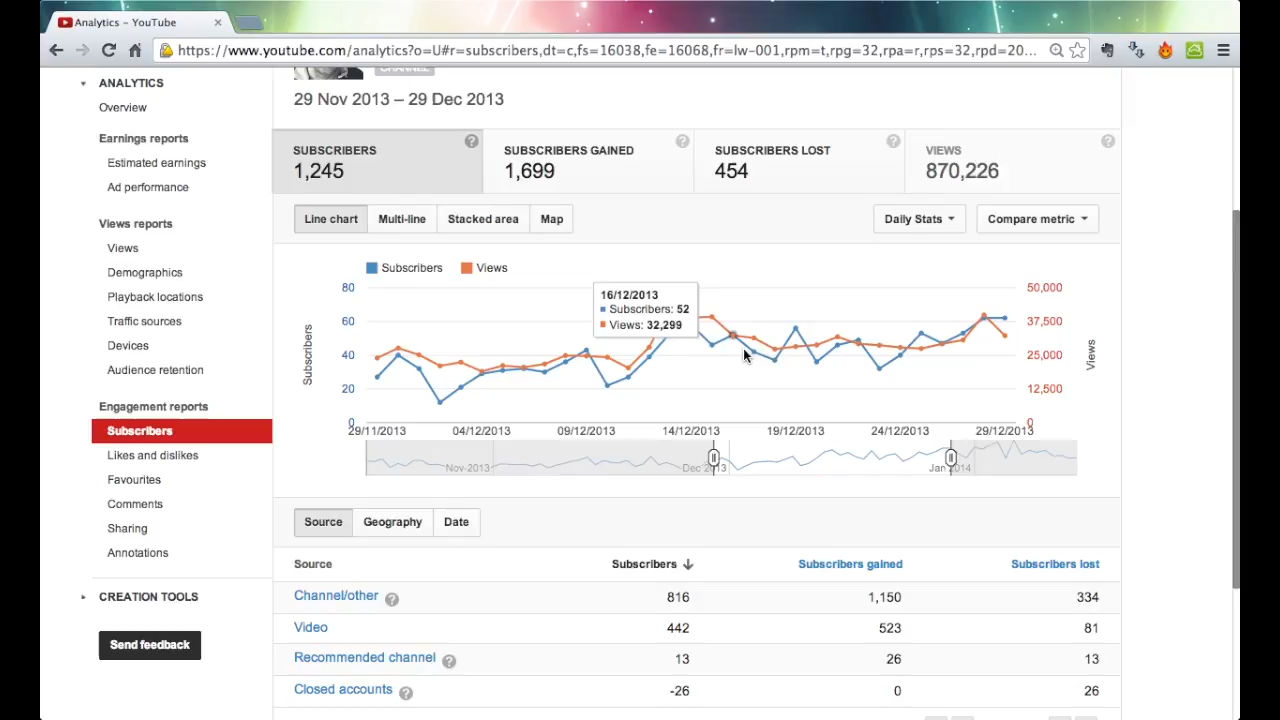 Analytics - YouTube
https://www.youtube.com/analytics?o=U#r=subscribers,dt=c,fs=16038,fe=16068,fr=lw-001,rpm=t,rpg=32,rpa=r,rps=32,rpd=20...
ANALYTICS
Overview
Earnings reports
Estimated earnings
Ad performance
Views reports
Views
Demographics
Playback locations
Traffic sources
Devices
Audience retention
Engagement reports
Subscribers
Likes and dislikes
Favourites
Comments
Sharing
Annotations
CREATION TOOLS
Send feedback
CHANNEL
29 Nov 2013 – 29 Dec 2013
SUBSCRIBERS ?
1,245
SUBSCRIBERS GAINED ?
1,699
SUBSCRIBERS LOST ?
454
VIEWS ?
870,226
Line chart Multi-line Stacked area Map Daily Stats Compare metric
Subscribers Views
80 50,000
60 37,500
40 25,000
20 12,500
0 0
Subscribers
Views
16/12/2013
Subscribers: 52
Views: 32,299
29/11/2013 04/12/2013 09/12/2013 14/12/2013 19/12/2013 24/12/2013 29/12/2013
Nov 2013 Dec 2013 Jan 2014
Source Geography Date
Source Subscribers Subscribers gained Subscribers lost
Channel/other ? 816 1,150 334
Video 442 523 81
Recommended channel ? 13 26 13
Closed accounts ? -26 0 26